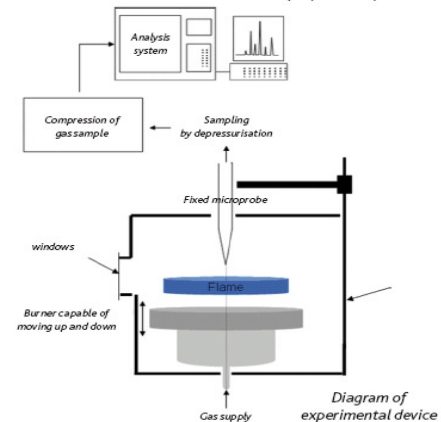 Analysis
system
Compression of
gas sample
Sampling
by depressurisation
Fixed microprobe
windows
Flame
Burner capable of
moving up and down
Gas supply
Diagram of
experimental device